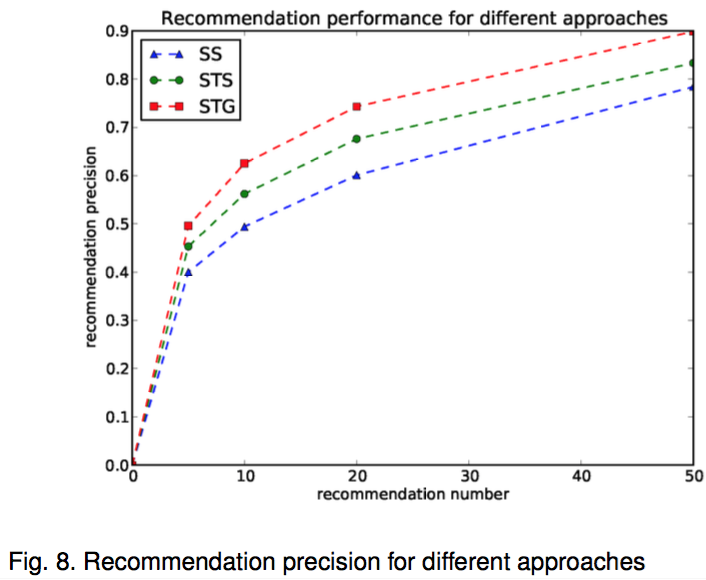 Recommendation performance for different approaches
0.9
0.8
0.7
0.6
0.5
0.4
0.3
0.2
0.1
0.0
SS
STS
STG
recommendation precision
0 10 20 30 40 50
recommendation number
Fig. 8. Recommendation precision for different approaches